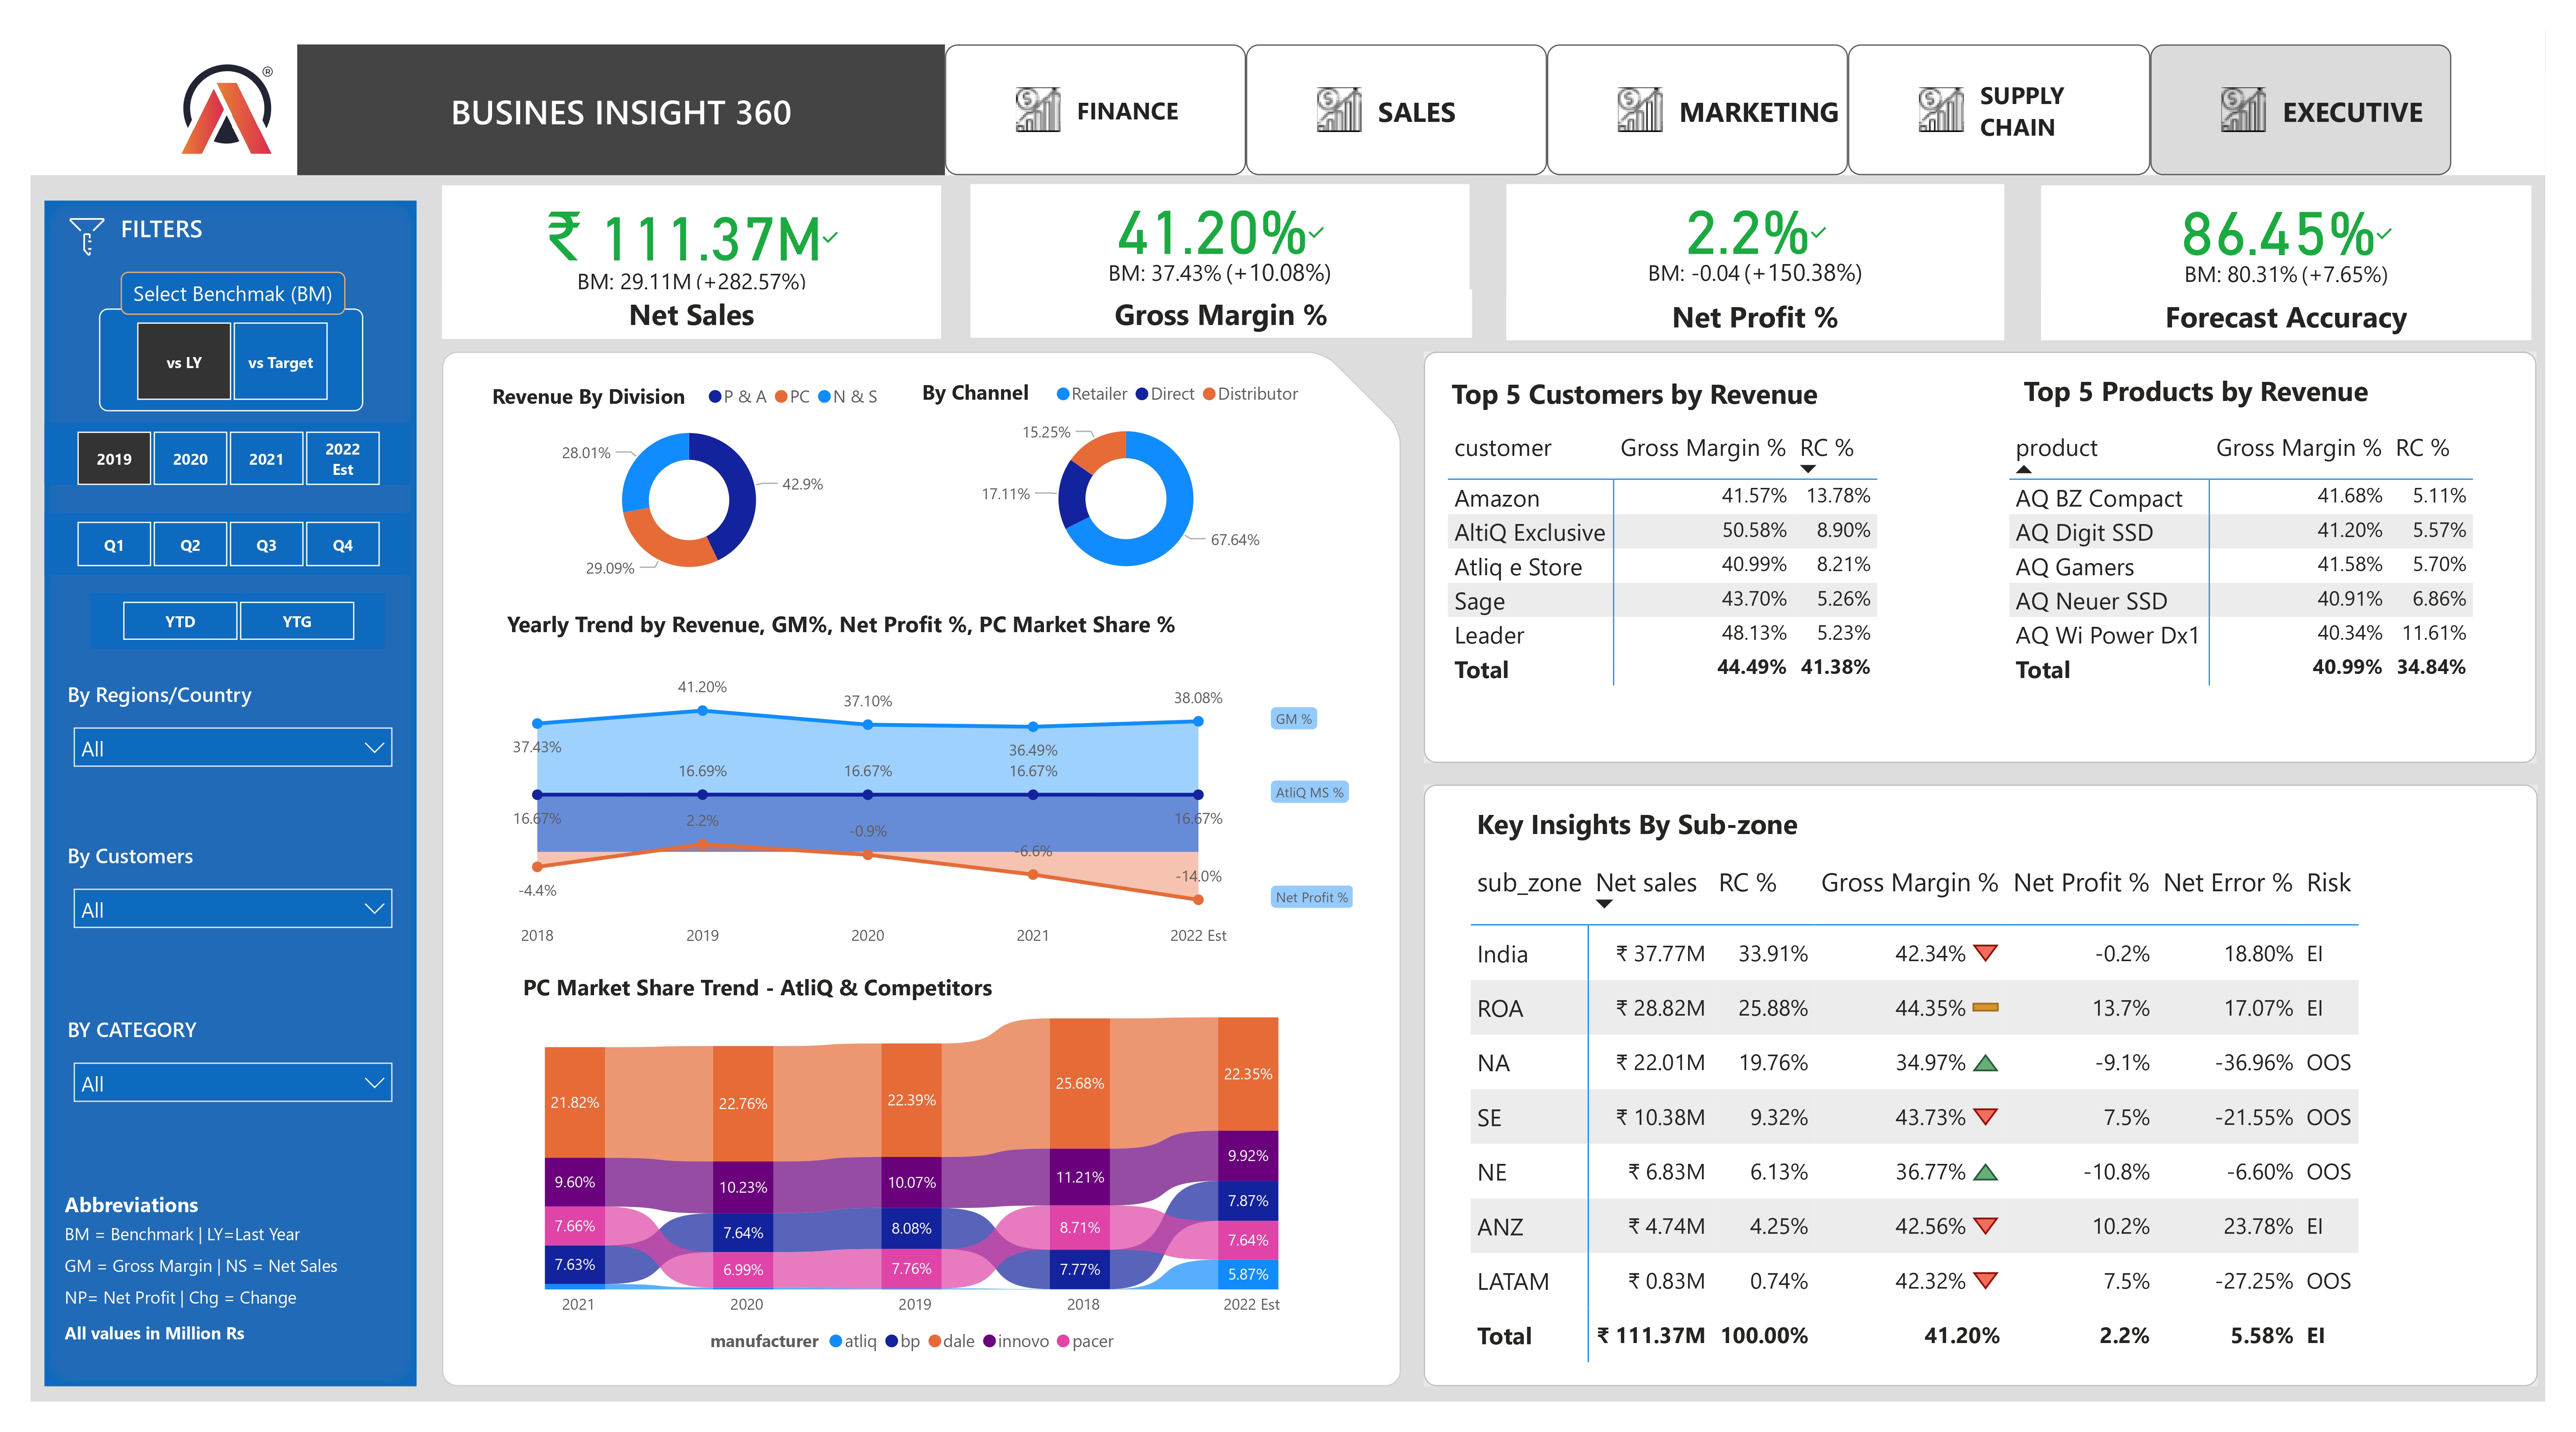 ®
BUSINES INSIGHT 360
FINANCE
SALES
MARKETING
SUPPLY
CHAIN
EXECUTIVE
FILTERS
Select Benchmak (BM)
vs LY
vs Target
2019
2020
2021
2022
Est
Q1
Q2
Q3
Q4
YTD
YTG
By Regions/Country
All
By Customers
All
BY CATEGORY
All
Abbreviations
BM = Benchmark | LY=Last Year
GM = Gross Margin | NS = Net Sales
NP= Net Profit | Chg = Change
All values in Million Rs
₹ 111.37M
BM: 29.11M (+282.57%)
Net Sales
41.20%
BM: 37.43% (+10.08%)
Gross Margin %
2.2%
BM: -0.04 (+150.38%)
Net Profit %
86.45%
BM: 80.31% (+7.65%)
Forecast Accuracy
Revenue By Division
P & A PC N & S
28.01%
42.9%
29.09%
By Channel
Retailer Direct Distributor
15.25%
17.11%
67.64%
Yearly Trend by Revenue, GM%, Net Profit %, PC Market Share %
37.43% 41.20% 37.10% 36.49% 38.08%
GM %
16.67% 16.69% 16.67% 16.67% 16.67%
AtliQ MS %
-4.4% 2.2% -0.9% -6.6% -14.0%
Net Profit %
2018 2019 2020 2021 2022 Est
PC Market Share Trend - AtliQ & Competitors
21.82% 22.76% 22.39% 25.68% 22.35%
9.60% 10.23% 10.07% 11.21% 9.92%
7.66% 7.64% 8.08% 8.71% 7.87%
7.63% 6.99% 7.76% 7.77% 7.64%
5.87%
2021 2020 2019 2018 2022 Est
manufacturer atliq bp dale innovo pacer
Top 5 Customers by Revenue
customer Gross Margin % RC %
Amazon 41.57% 13.78%
AltiQ Exclusive 50.58% 8.90%
Atliq e Store 40.99% 8.21%
Sage 43.70% 5.26%
Leader 48.13% 5.23%
Total 44.49% 41.38%
Top 5 Products by Revenue
product Gross Margin % RC %
AQ BZ Compact 41.68% 5.11%
AQ Digit SSD 41.20% 5.57%
AQ Gamers 41.58% 5.70%
AQ Neuer SSD 40.91% 6.86%
AQ Wi Power Dx1 40.34% 11.61%
Total 40.99% 34.84%
Key Insights By Sub-zone
sub_zone Net sales RC % Gross Margin % Net Profit % Net Error % Risk
India ₹ 37.77M 33.91% 42.34% -0.2% 18.80% EI
ROA ₹ 28.82M 25.88% 44.35% 13.7% 17.07% EI
NA ₹ 22.01M 19.76% 34.97% -9.1% -36.96% OOS
SE ₹ 10.38M 9.32% 43.73% 7.5% -21.55% OOS
NE ₹ 6.83M 6.13% 36.77% -10.8% -6.60% OOS
ANZ ₹ 4.74M 4.25% 42.56% 10.2% 23.78% EI
LATAM ₹ 0.83M 0.74% 42.32% 7.5% -27.25% OOS
Total ₹ 111.37M 100.00% 41.20% 2.2% 5.58% EI